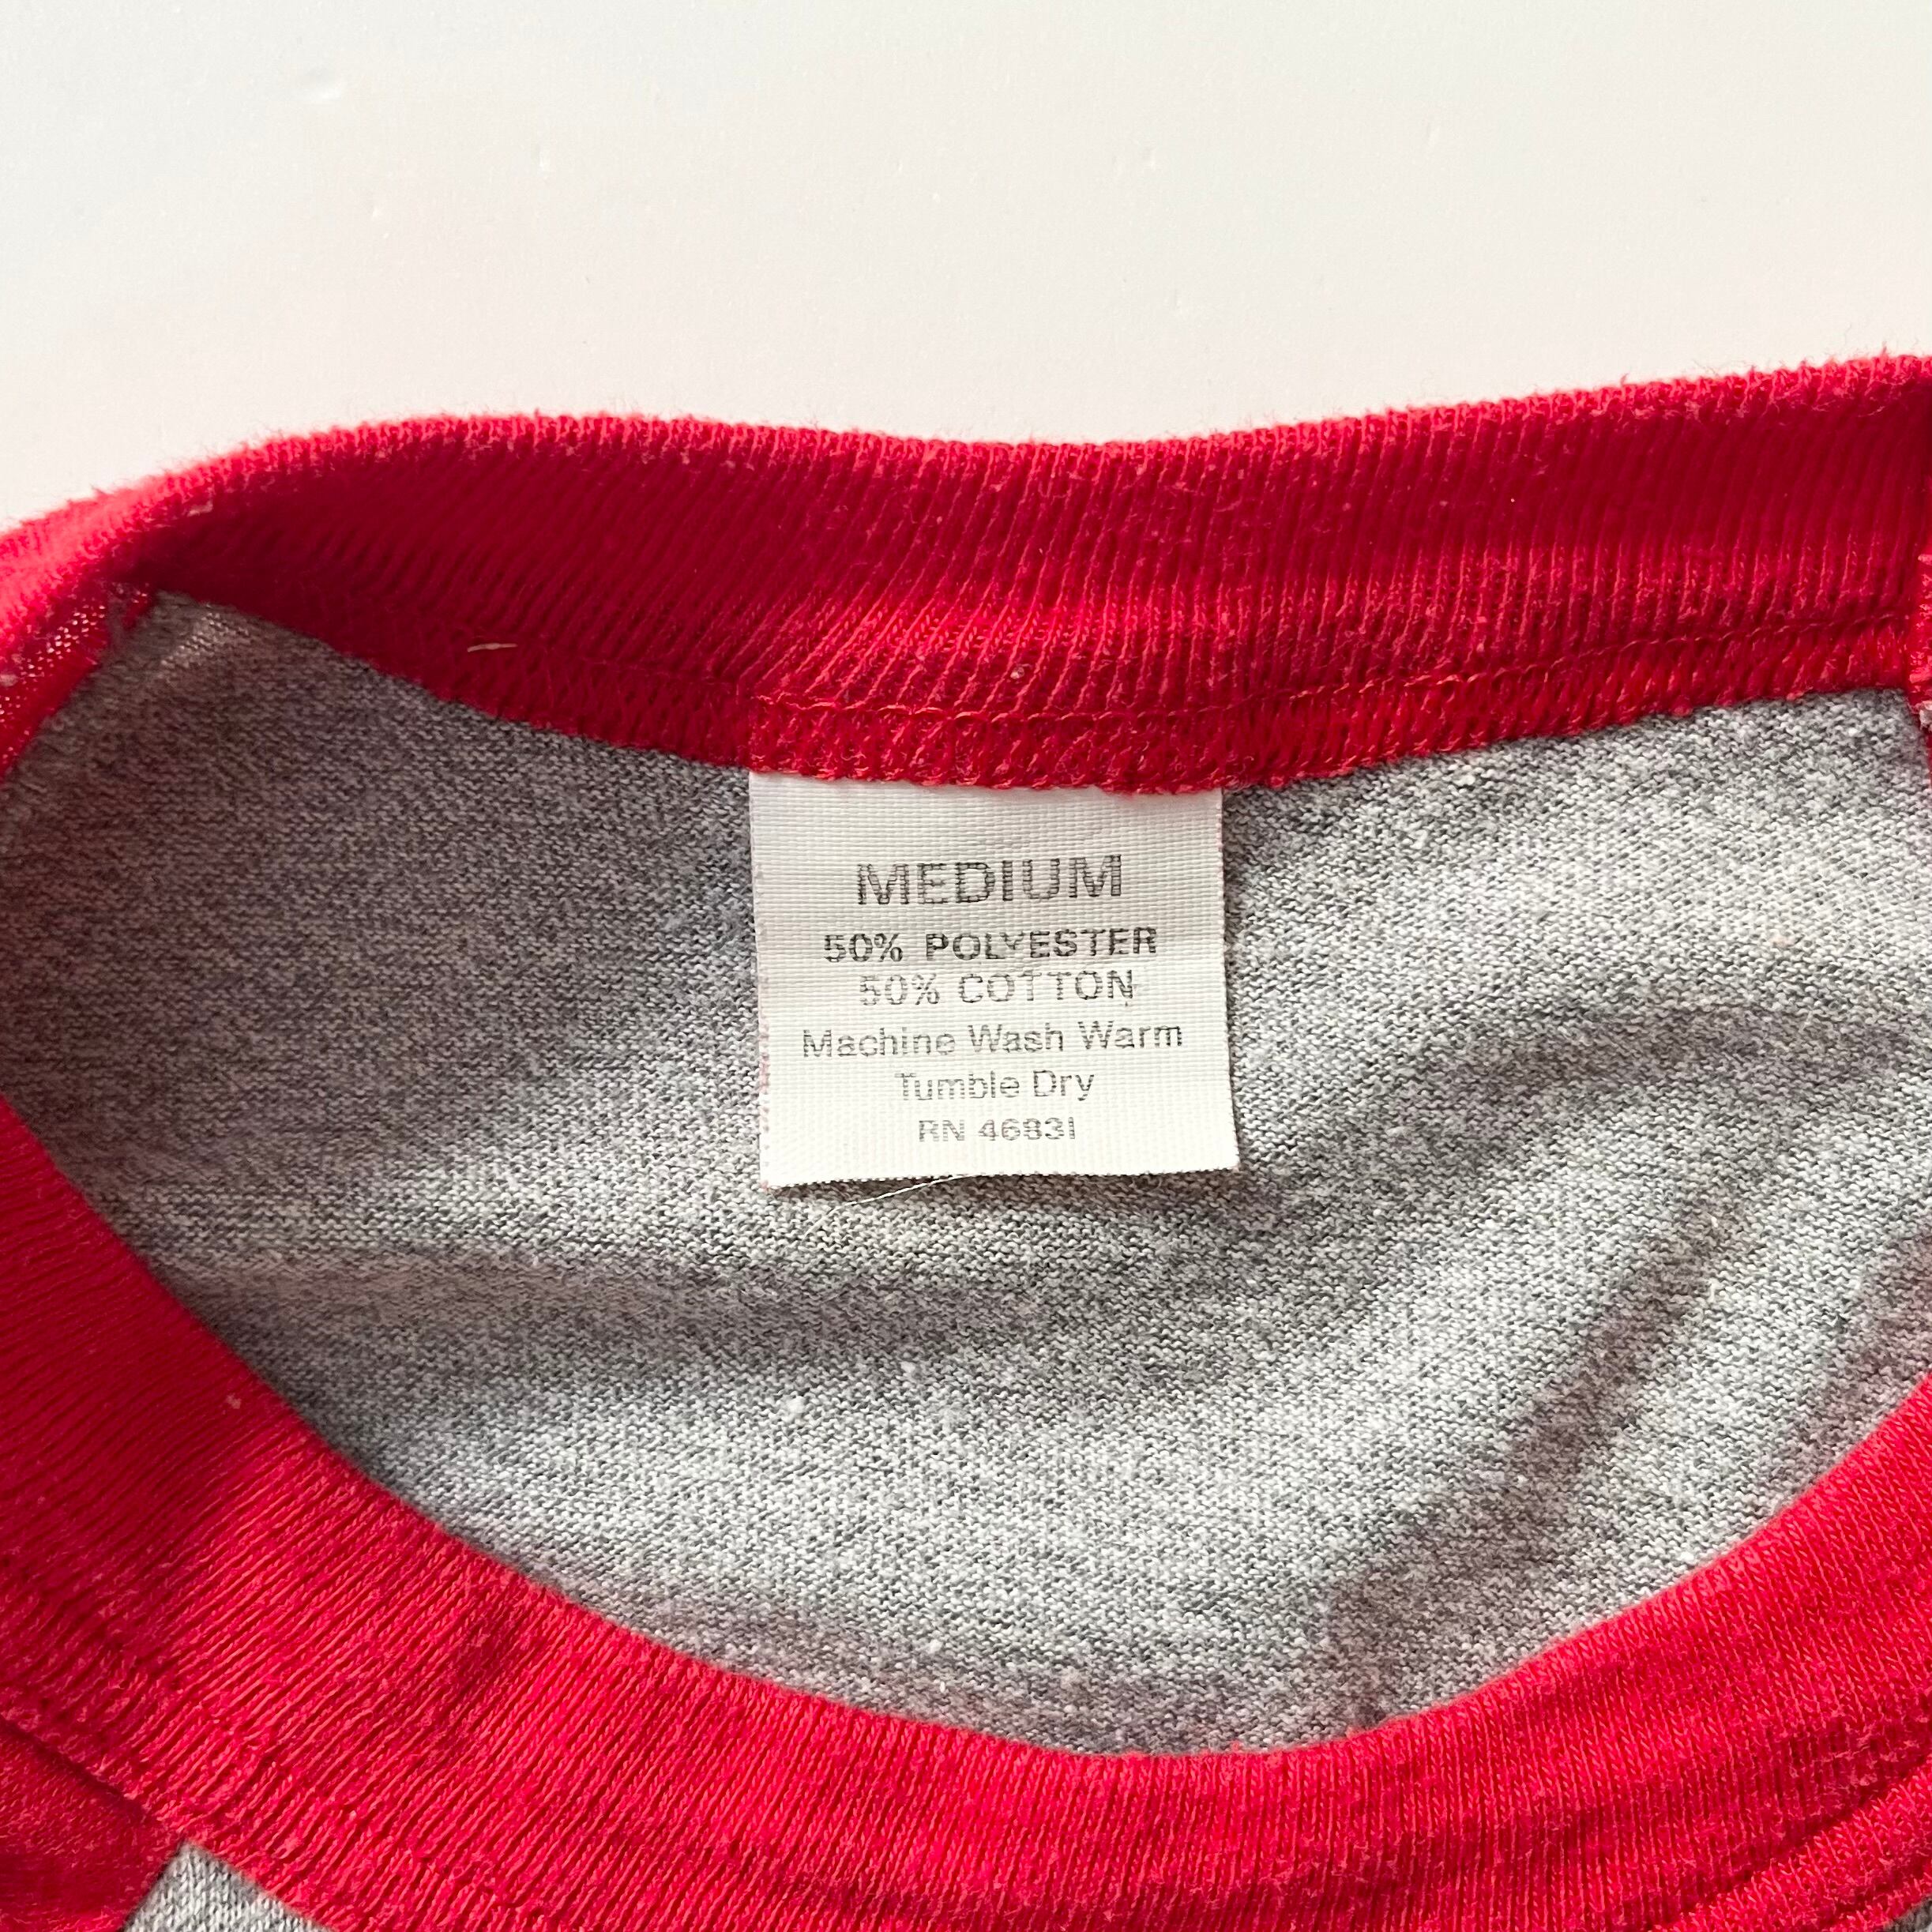 MEDIUM
50% POLYESTER
50% COTTON
Machine Wash Warm
Tumble Dry
RN 46831